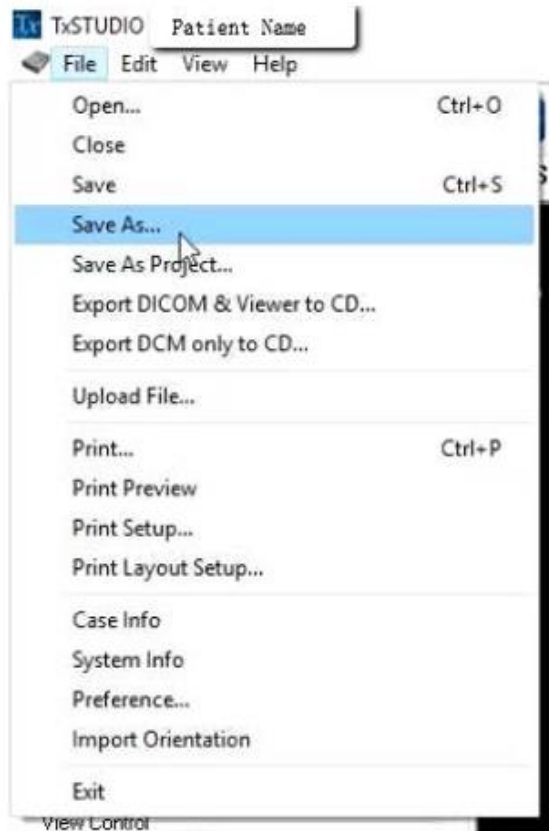 Tx TxSTUDIO Patient Name
File Edit View Help
Open... Ctrl+O
Close
Save Ctrl+S
Save As...
Save As Project...
Export DICOM & Viewer to CD...
Export DCM only to CD...
Upload File...
Print... Ctrl+P
Print Preview
Print Setup...
Print Layout Setup...
Case Info
System Info
Preference...
Import Orientation
Exit
View Control